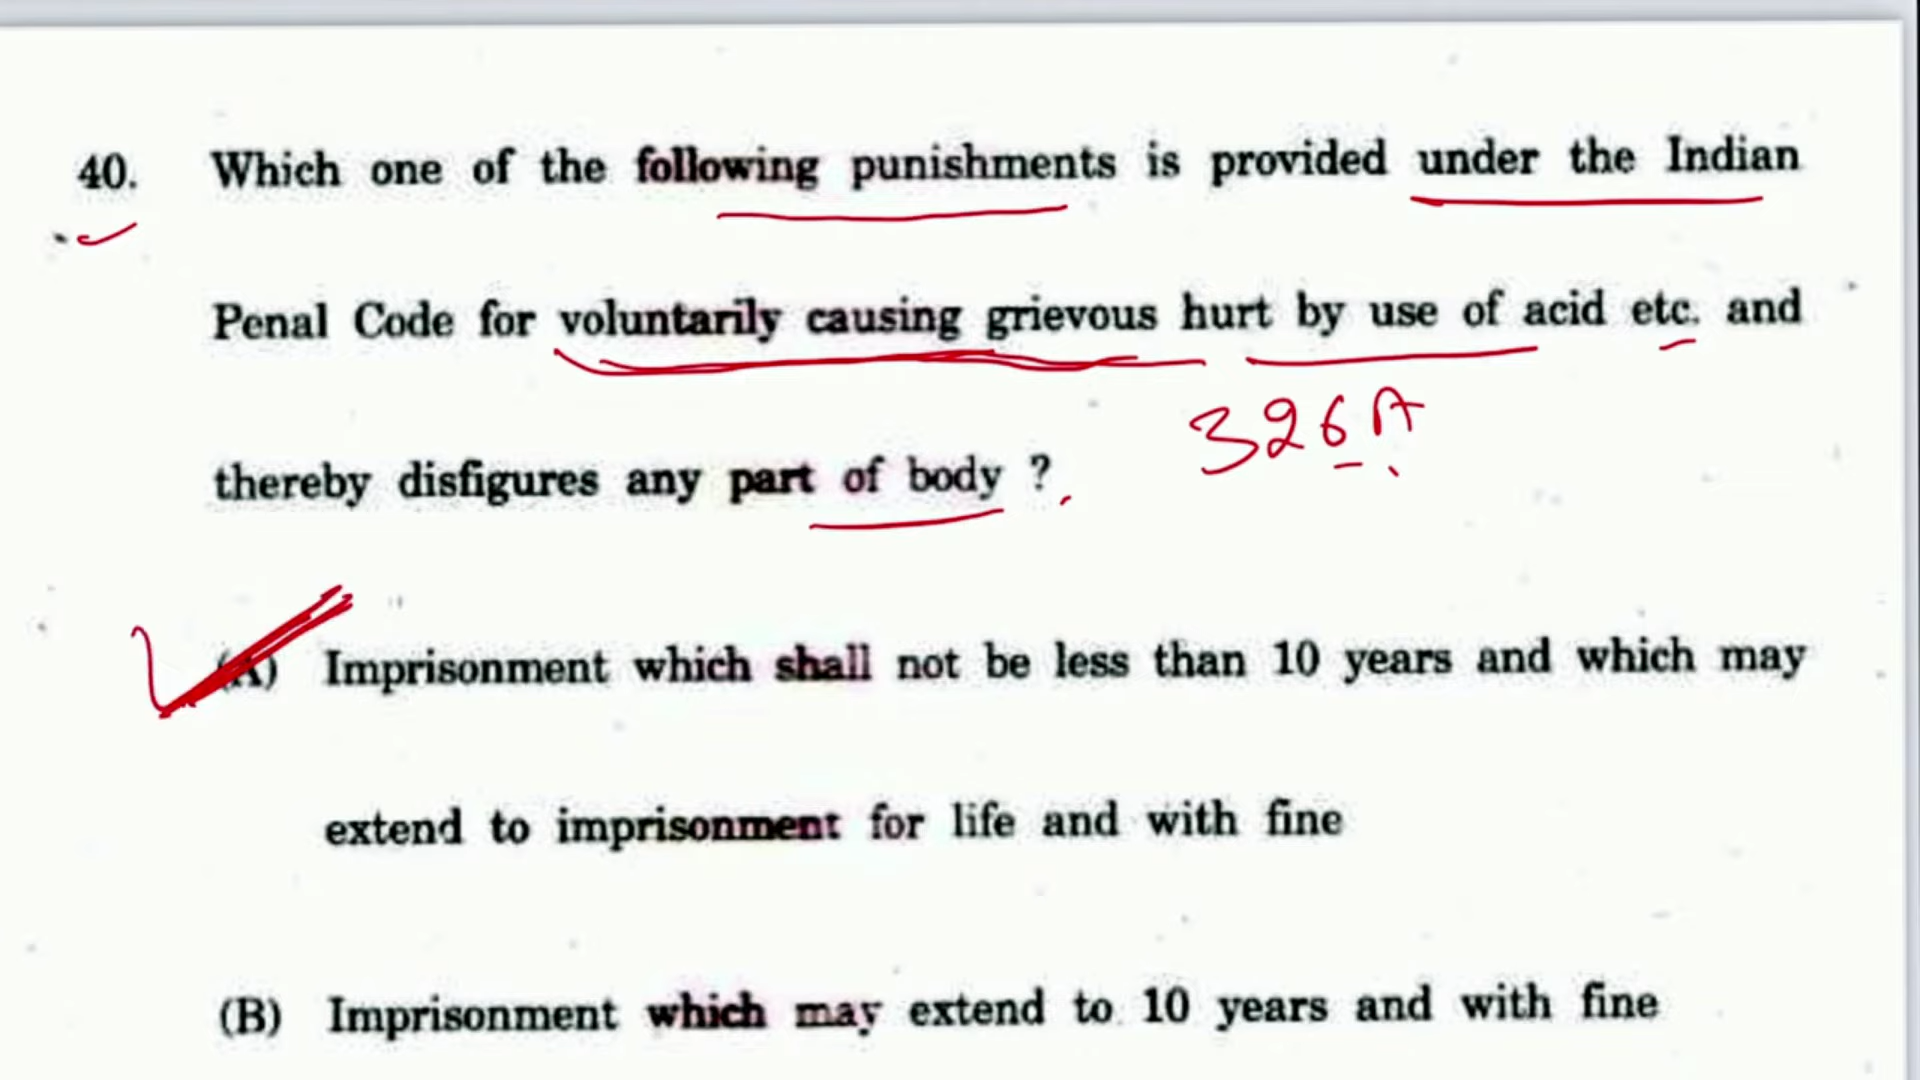 40. Which one of the following punishments is provided under the Indian
Penal Code for voluntarily causing grievous hurt by use of acid etc. and
326A
thereby disfigures any part of body ?
(A) Imprisonment which shall not be less than 10 years and which may
extend to imprisonment for life and with fine
(B) Imprisonment which may extend to 10 years and with fine